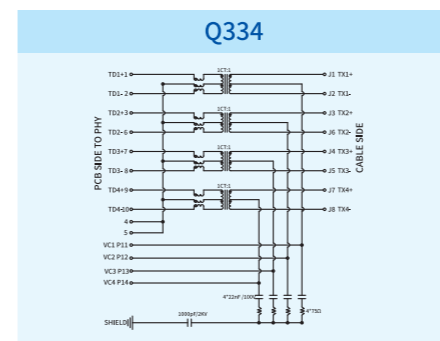 Q334
1CT:1
TD1+1
J1 TX1+
TD1- 2
J2 TX1-
1CT:1
TD2+3
J3 TX2+
TD2-6
J6 TX2-
1CT:1
TD3+7
J4 TX3+
TD3- 8
J5 TX3-
1CT:1
TD4+9
J7 TX4+
TD4-10
J8 TX4-
PCB SIDE TO PHY
CABLE SIDE
4
5
VC1 P11
VC2 P12
VC3 P13
VC4 P14
4*22nF/100V
1000pF/2KV
4*75Ω
SHIELD